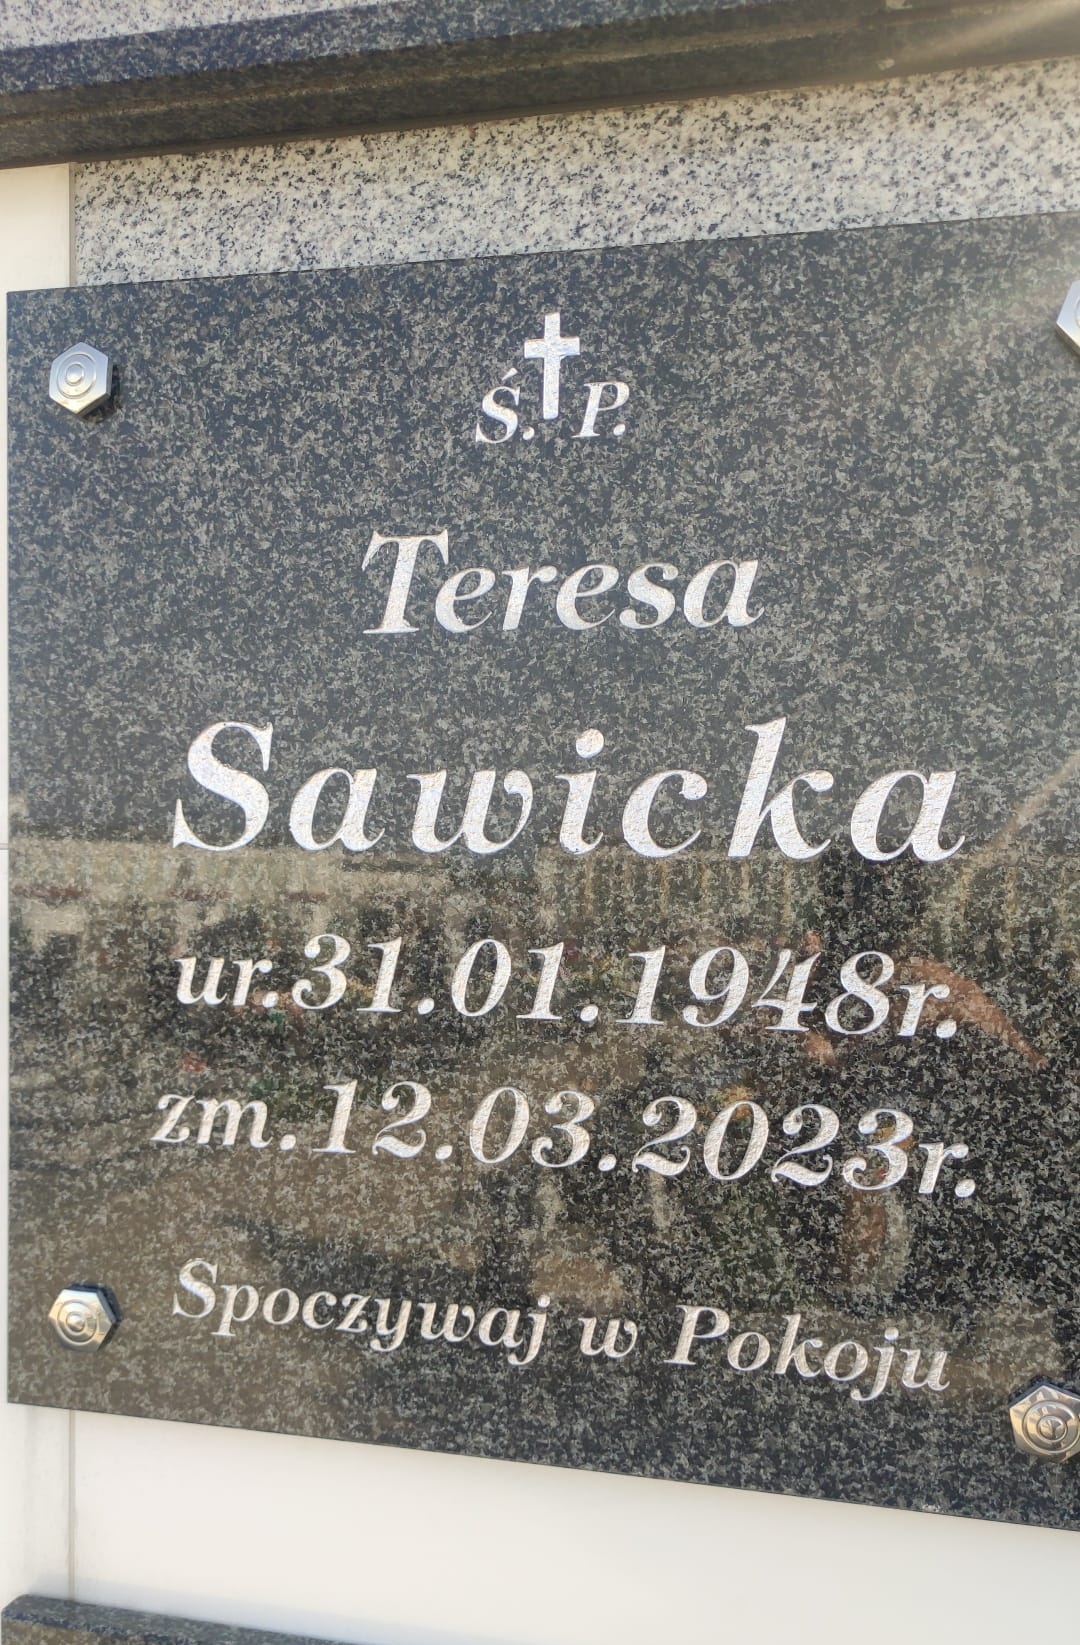 Ś. P.
Teresa
Sawicka
ur.31.01.1948r.
zm.12.03.2023r.
Spoczywaj w Pokoju